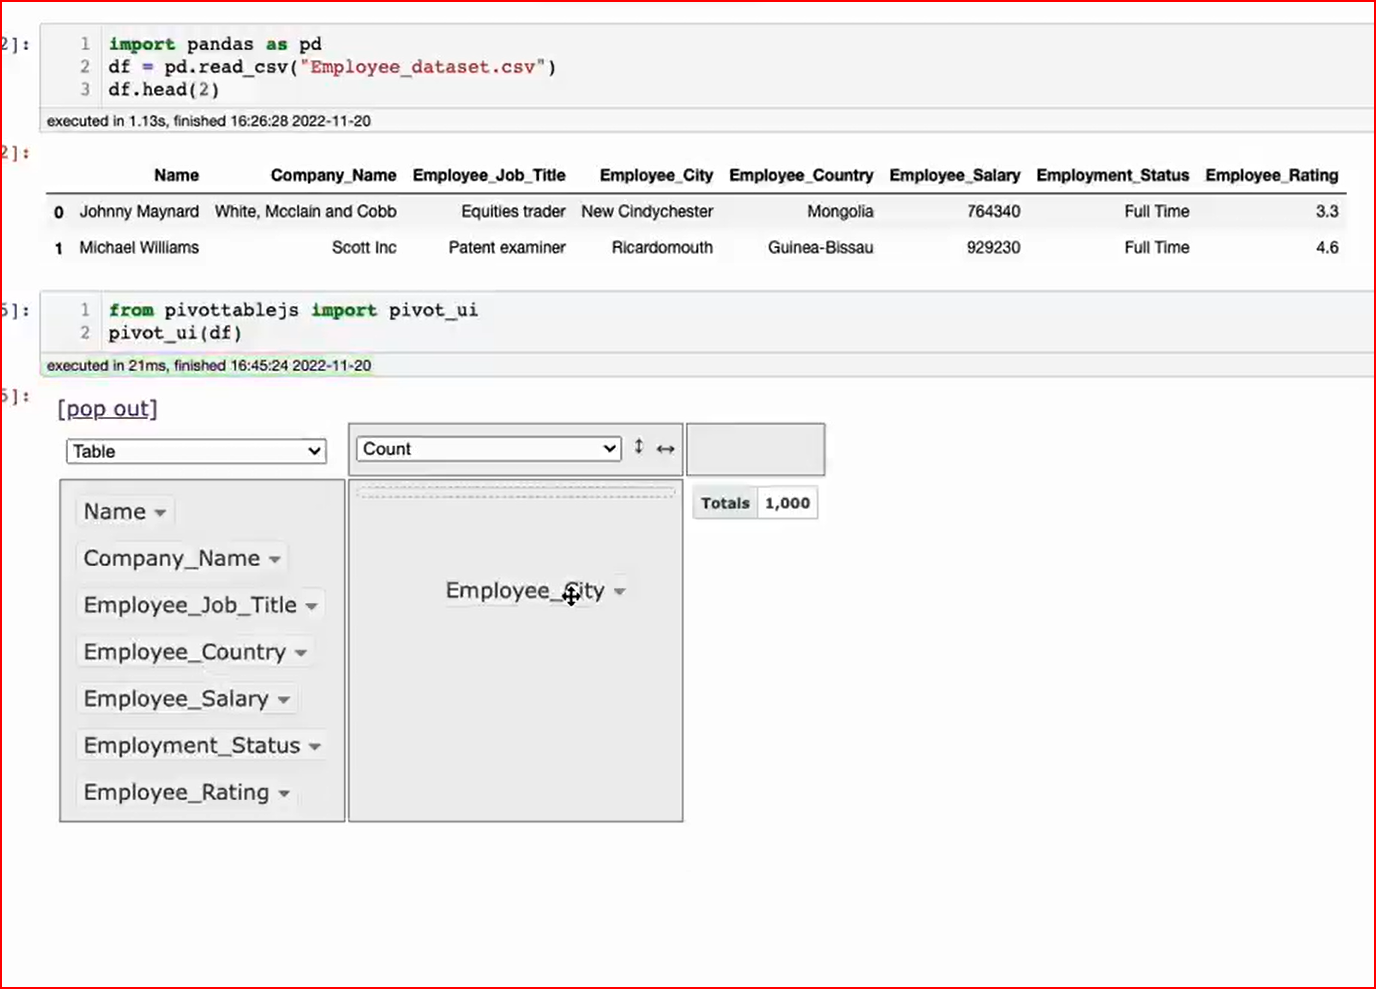 2]:
1 import pandas as pd
2 df = pd.read_csv("Employee_dataset.csv")
3 df.head(2)
executed in 1.13s, finished 16:26:28 2022-11-20
2]:
Name Company_Name Employee_Job_Title Employee_City Employee_Country Employee_Salary Employment_Status Employee_Rating
0 Johnny Maynard White, Mcclain and Cobb Equities trader New Cindychester Mongolia 764340 Full Time 3.3
1 Michael Williams Scott Inc Patent examiner Ricardomouth Guinea-Bissau 929230 Full Time 4.6
5]:
1 from pivottablejs import pivot_ui
2 pivot_ui(df)
executed in 21ms, finished 16:45:24 2022-11-20
5]:
[pop out]
Table
Count ↕ ↔
Totals 1,000
Name
Company_Name
Employee_Job_Title
Employee_Country
Employee_Salary
Employment_Status
Employee_Rating
Employee_City